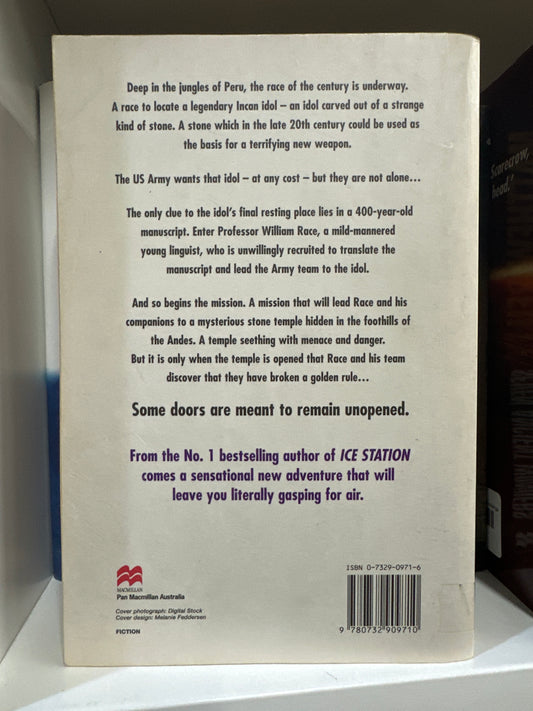 Deep in the jungles of Peru, the race of the century is underway.
A race to locate a legendary Incan idol – an idol carved out of a strange
kind of stone. A stone which in the late 20th century could be used as
the basis for a terrifying new weapon.
The US Army wants that idol – at any cost – but they are not alone...
The only clue to the idol's final resting place lies in a 400-year-old
manuscript. Enter Professor William Race, a mild-mannered
young linguist, who is unwillingly recruited to translate the
manuscript and lead the Army team to the idol.
And so begins the mission. A mission that will lead Race and his
companions to a mysterious stone temple hidden in the foothills of
the Andes. A temple seething with menace and danger.
But it is only when the temple is opened that Race and his team
discover that they have broken a golden rule...
Some doors are meant to remain unopened.
From the No. 1 bestselling author of ICE STATION
comes a sensational new adventure that will
leave you literally gasping for air.
MACMILLAN
Pan Macmillan Australia
Cover photograph: Digital Stock
Cover design: Melanie Feddersen
FICTION
ISBN 0-7329-0971-6
9 780732 909710
Scarecrow,
head.'